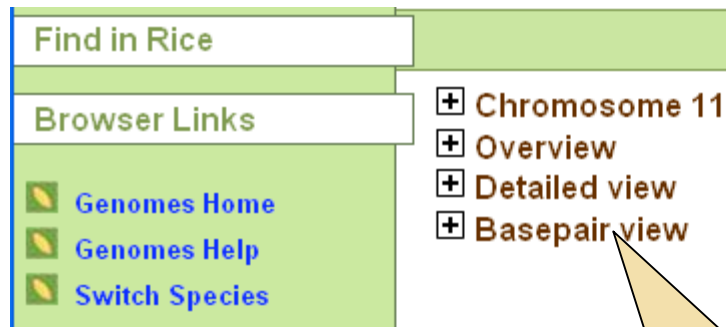 Find in Rice
Browser Links
Genomes Home
Genomes Help
Switch Species
Chromosome 11
Overview
Detailed view
Basepair view